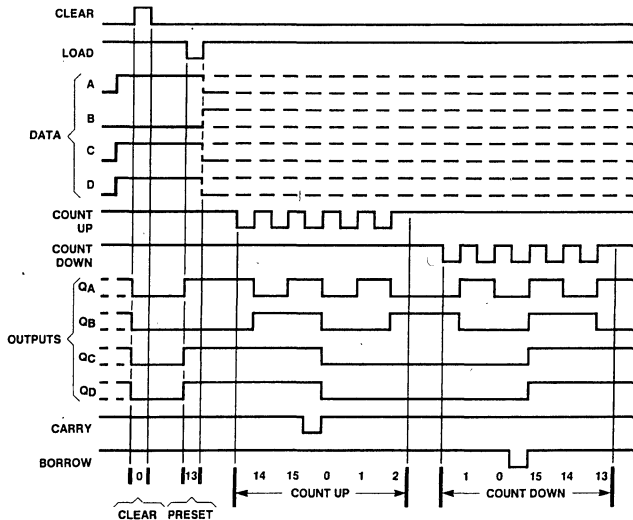 CLEAR
LOAD
A
B
DATA
C
D
COUNT
UP
COUNT
DOWN
QA
QB
OUTPUTS
QC
QD
CARRY
BORROW
0 13 14 15 0 1 2 1 0 15 14 13
COUNT UP COUNT DOWN
CLEAR PRESET